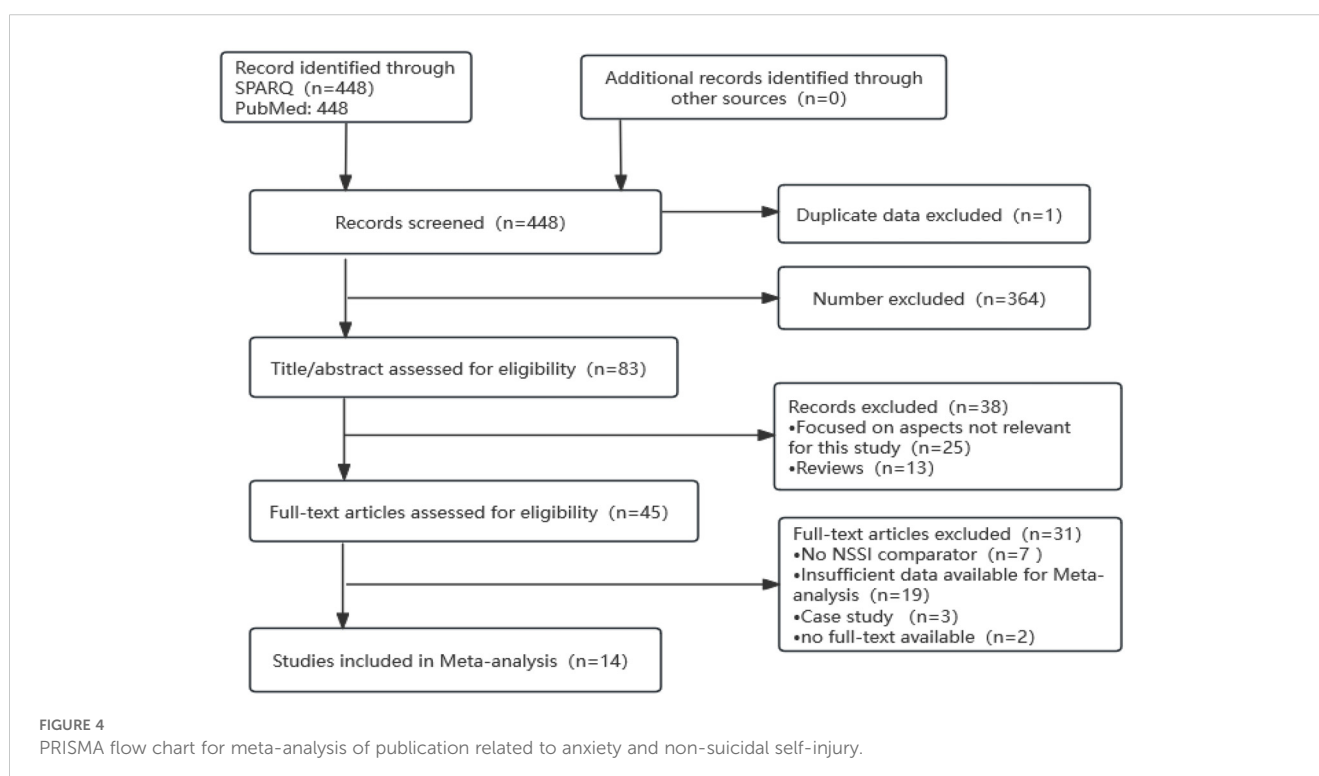 Record identified through
SPARQ (n=448)
PubMed: 448
Additional records identified through
other sources (n=0)
Records screened (n=448)
Duplicate data excluded (n=1)
Number excluded (n=364)
Title/abstract assessed for eligibility (n=83)
Records excluded (n=38)
•Focused on aspects not relevant
for this study (n=25)
•Reviews (n=13)
Full-text articles assessed for eligibility (n=45)
Full-text articles excluded (n=31)
•No NSSI comparator (n=7 )
•Insufficient data available for Meta-
analysis (n=19)
•Case study (n=3)
•no full-text available (n=2)
Studies included in Meta-analysis (n=14)
FIGURE 4
PRISMA flow chart for meta-analysis of publication related to anxiety and non-suicidal self-injury.